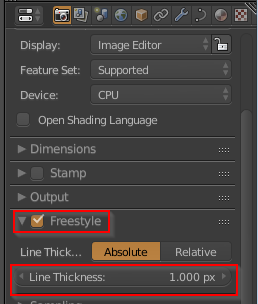 Display: Image Editor
Feature Set: Supported
Device: CPU
Open Shading Language
Dimensions
Stamp
Output
Freestyle
Line Thick... Absolute Relative
Line Thickness: 1.000 px